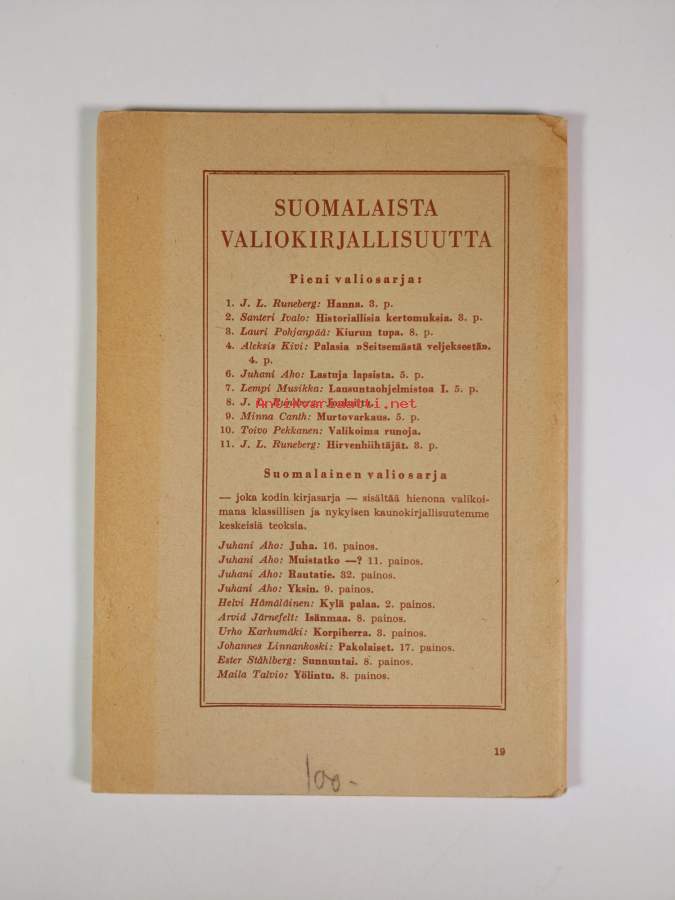 SUOMALAISTA
VALIOKIRJALLISUUTTA
Pieni valiosarja:
1. J. L. Runeberg: Hanna. 3. p.
2. Santeri Ivalo: Historiallisia kertomuksia. 3. p.
3. Lauri Pohjanpää: Kiurun tupa. 8. p.
4. Aleksis Kivi: Palasia »Seitsemästä veljeksestä».
4. p.
6. Juhani Aho: Lastuja lapsista. 5. p.
7. Lempi Musikka: Lausuntaohjelmistoa I. 5. p.
8. J. L. Runeberg:
Antikvariaatti.net
9. Minna Canth: Murtovarkaus. 5. p.
10. Toivo Pekkanen: Valikoima runoja.
11. J. L. Runeberg: Hirvenhiihtäjät. 3. p.
Suomalainen valiosarja
— joka kodin kirjasarja — sisältää hienona valikoi-
mana klassillisen ja nykyisen kaunokirjallisuutemme
keskeisiä teoksia.
Juhani Aho: Juha. 16. painos.
Juhani Aho: Muistatko —? 11. painos.
Juhani Aho: Rautatie. 32. painos.
Juhani Aho: Yksin. 9. painos.
Helvi Hämäläinen: Kylä palaa. 2. painos.
Arvid Järnefelt: Isänmaa. 8. painos.
Urho Karhumäki: Korpiherra. 3. painos.
Johannes Linnankoski: Pakolaiset. 17. painos.
Ester Ståhlberg: Sunnuntai. 8. painos.
Maila Talvio: Yölintu. 8. painos.
19
100-